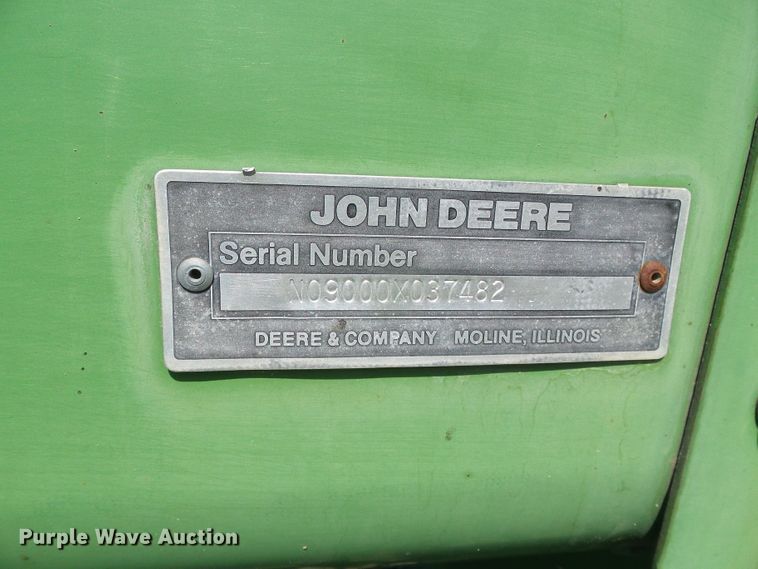 JOHN DEERE
Serial Number
N09000X037482
DEERE & COMPANY MOLINE, ILLINOIS
Purple Wave Auction